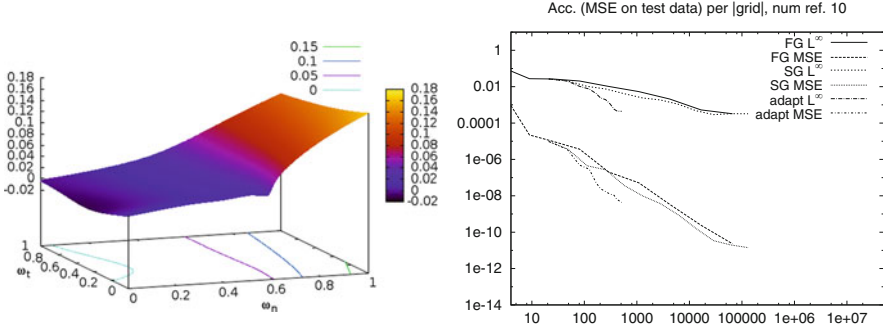 0.15
0.1
0.05
0
0.18
0.16
0.14
0.12
0.1
0.08
0.06
0.04
0.02
0
-0.02
0.18
0.16
0.14
0.12
0.1
0.08
0.06
0.04
0.02
0
-0.02
1
0.8
0.6
0.4
0.2
0
ωt
0
0.2
0.4
0.6
0.8
1
ωn
Acc. (MSE on test data) per |grid|, num ref. 10
FG L∞
FG MSE
SG L∞
SG MSE
adapt L∞
adapt MSE
1
0.01
0.0001
1e-06
1e-08
1e-10
1e-12
1e-14
10
100
1000
10000
100000
1e+06
1e+07